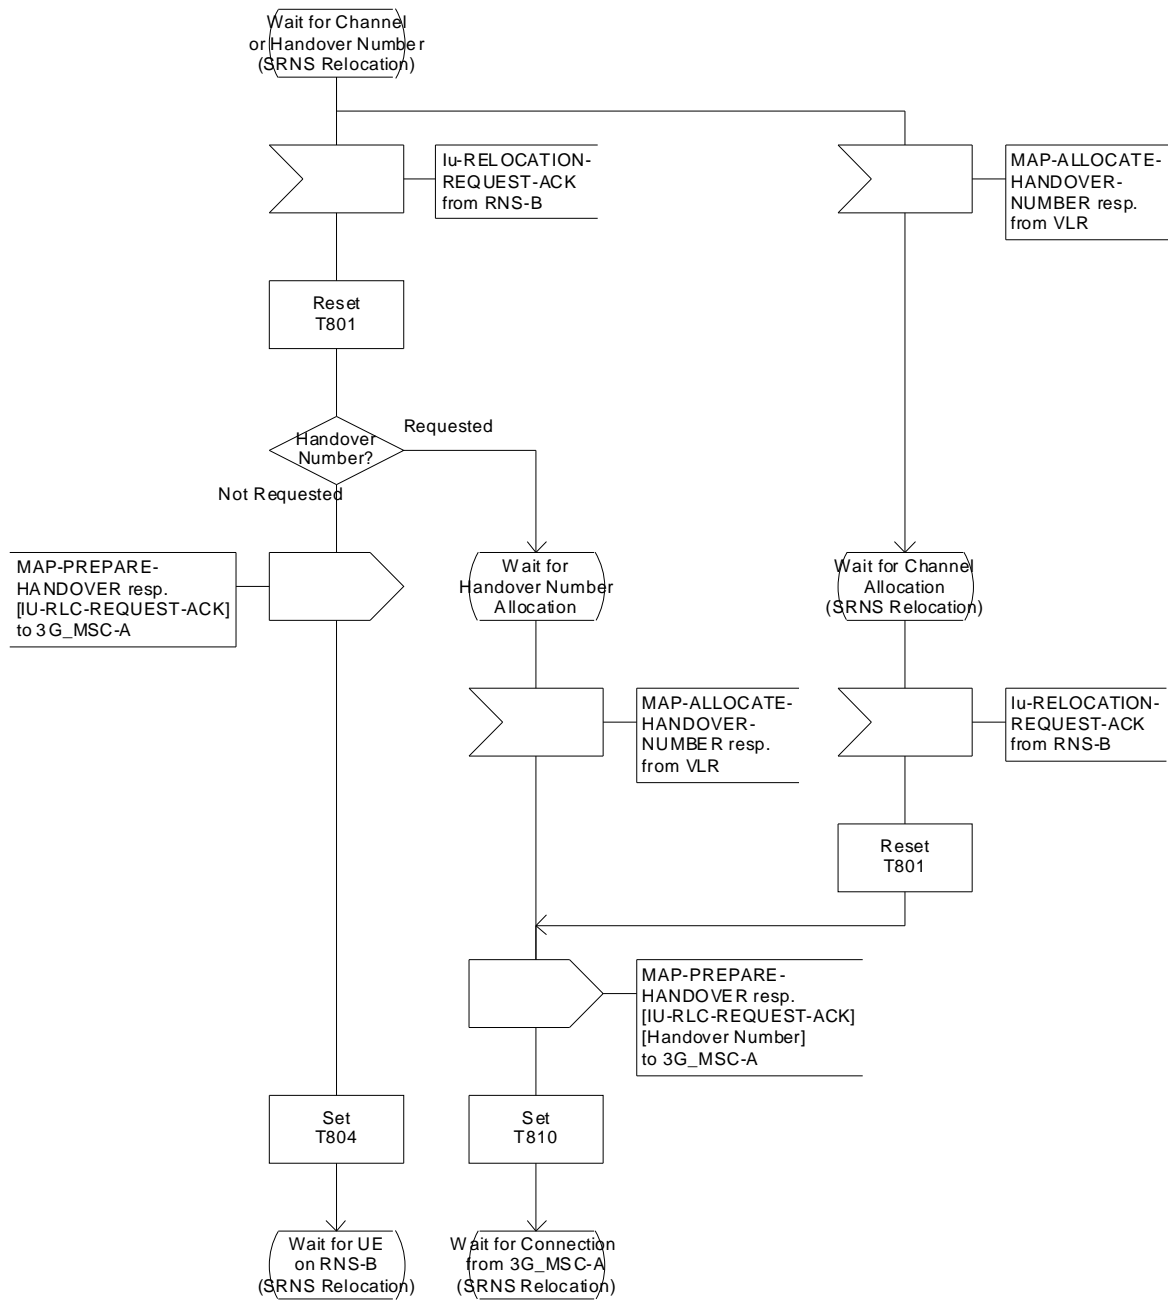 Wait for Channel
or Handover Number
(SRNS Relocation)
Iu-RELOCATION-
REQUEST-ACK
from RNS-B
MAP-ALLOCATE-
HANDOVER-
NUMBER resp.
from VLR
Reset
T801
Handover
Number?
Requested
Not Requested
MAP-PREPARE-
HANDOVER resp.
[IU-RLC-REQUEST-ACK]
to 3G_MSC-A
Wait for
Handover Number
Allocation
Wait for Channel
Allocation
(SRNS Relocation)
MAP-ALLOCATE-
HANDOVER-
NUMBER resp.
from VLR
Iu-RELOCATION-
REQUEST-ACK
from RNS-B
Reset
T801
MAP-PREPARE-
HANDOVER resp.
[IU-RLC-REQUEST-ACK]
[Handover Number]
to 3G_MSC-A
Set
T804
Set
T810
Wait for UE
on RNS-B
(SRNS Relocation)
Wait for Connection
from 3G_MSC-A
(SRNS Relocation)